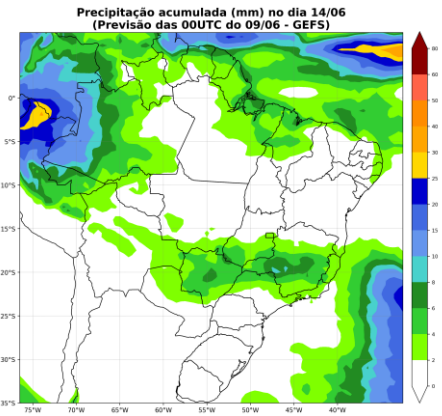 Precipitação acumulada (mm) no dia 14/06
(Previsão das 00UTC do 09/06 - GEFS)
80
60
50
40
30
25
20
15
10
8
6
4
2
0
0°
5°S
10°S
15°S
20°S
25°S
30°S
35°S
75°W
70°W
65°W
60°W
55°W
50°W
45°W
40°W